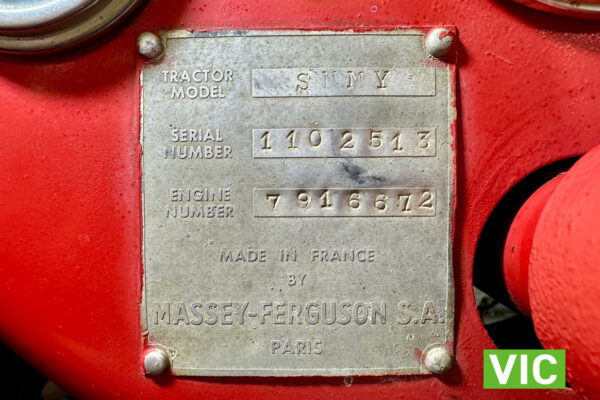 TRACTOR MODEL SNMY
SERIAL NUMBER 1102513
ENGINE NUMBER 7916672
MADE IN FRANCE
BY
MASSEY-FERGUSON S.A.
PARIS
VIC